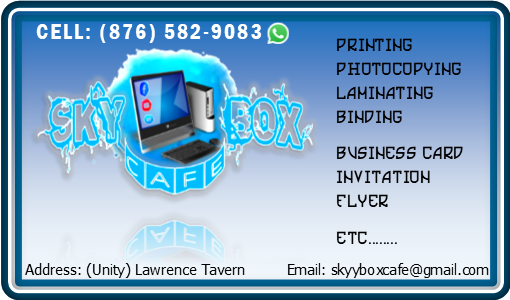 CELL: (876) 582-9083
SKY BOX
CAFE
PRINTING
PHOTOCOPYING
LAMINATING
BINDING
BUSINESS CARD
INVITATION
FLYER
ETC........
Address: (Unity) Lawrence Tavern
Email: skyyboxcafe@gmail.com